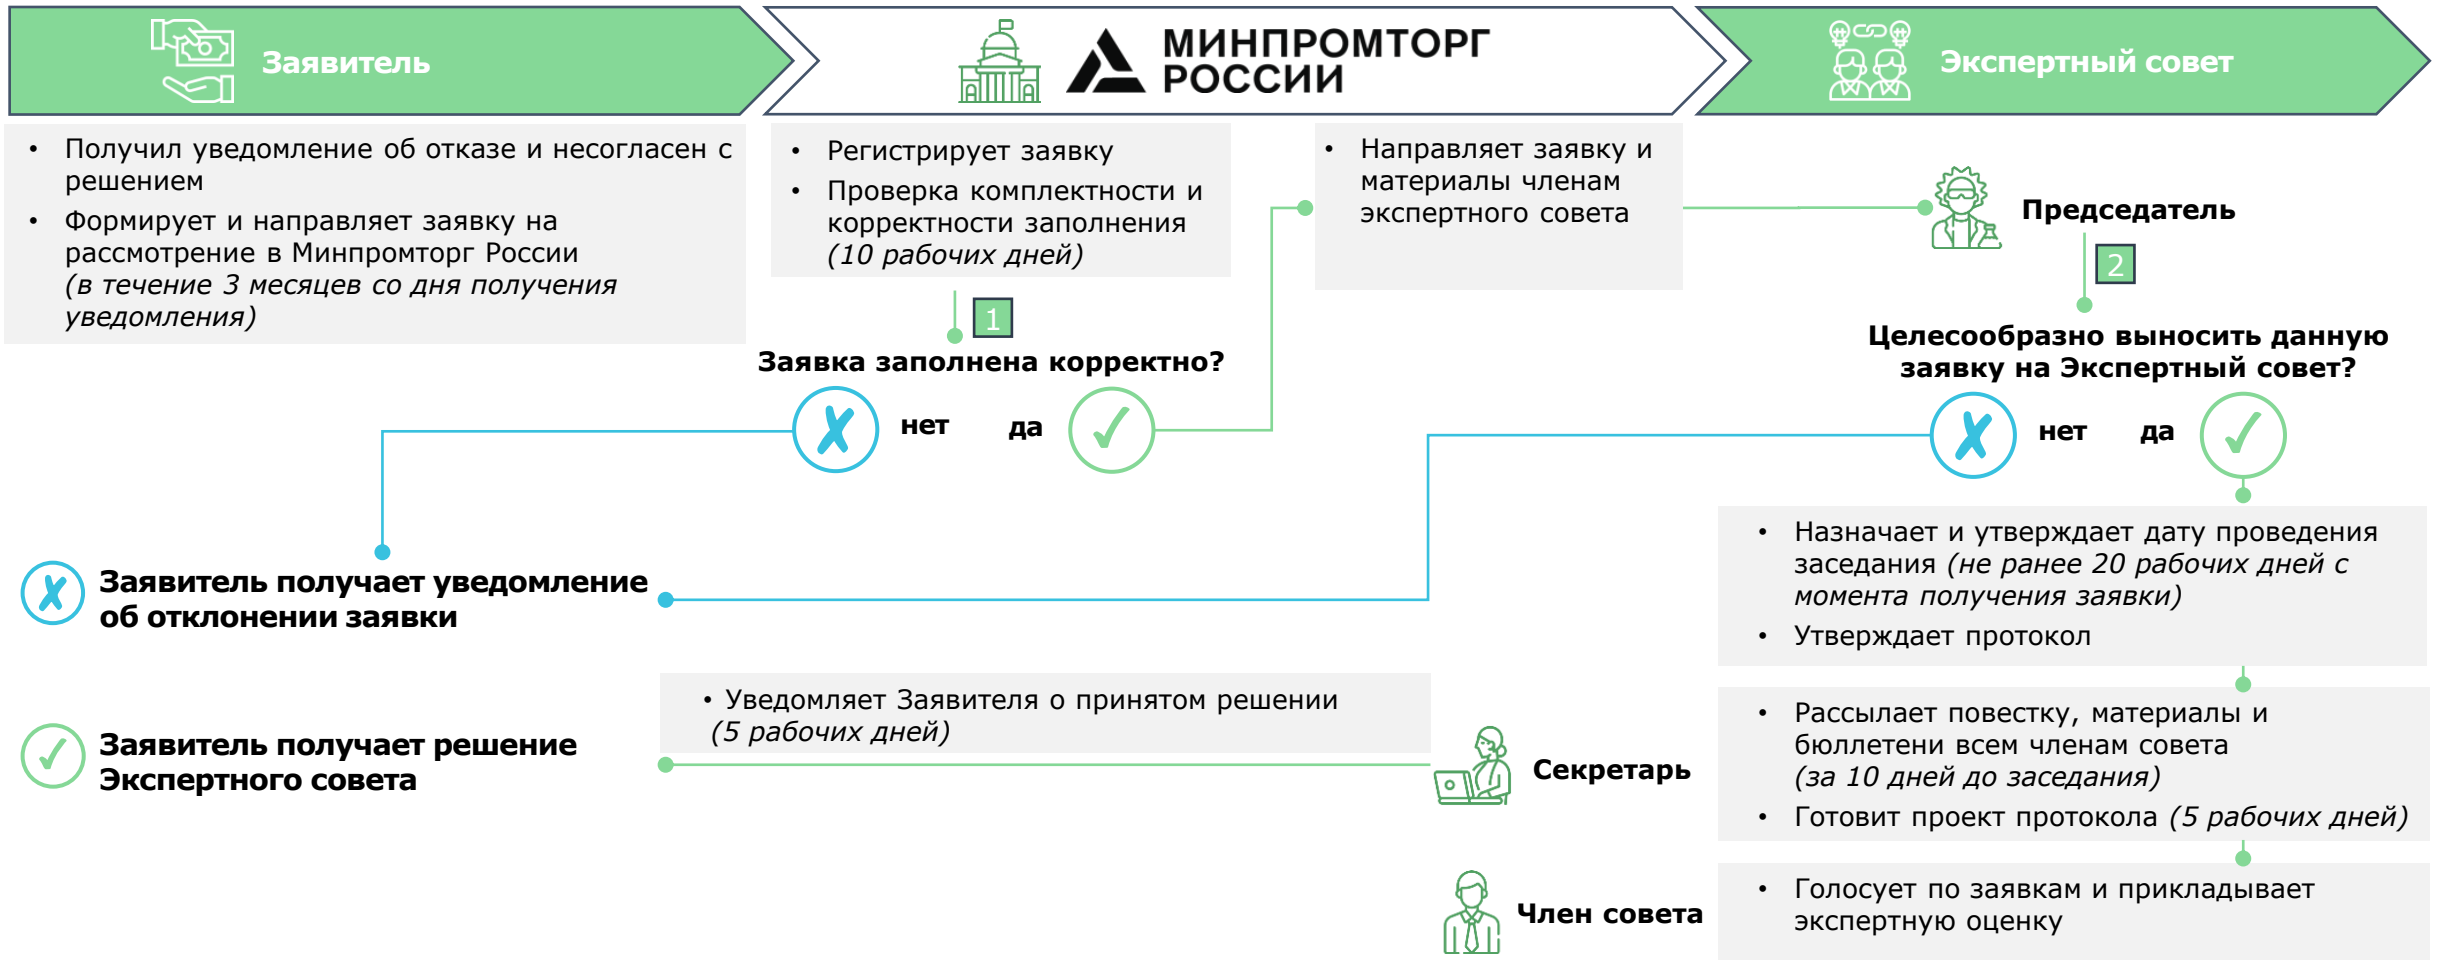 Заявитель
МИНПРОМТОРГ
РОССИИ
Экспертный совет
• Получил уведомление об отказе и несогласен с
решением
• Формирует и направляет заявку на
рассмотрение в Минпромторг России
(в течение 3 месяцев со дня получения
уведомления)
• Регистрирует заявку
• Проверка комплектности и
корректности заполнения
(10 рабочих дней)
• Направляет заявку и
материалы членам
экспертного совета
Председатель
1
2
Заявка заполнена корректно?
нет
да
Целесообразно выносить данную
заявку на Экспертный совет?
нет
да
• Назначает и утверждает дату проведения
заседания (не ранее 20 рабочих дней с
момента получения заявки)
• Утверждает протокол
Заявитель получает уведомление
об отклонении заявки
• Уведомляет Заявителя о принятом решении
(5 рабочих дней)
Заявитель получает решение
Экспертного совета
Секретарь
• Рассылает повестку, материалы и
бюллетени всем членам совета
(за 10 дней до заседания)
• Готовит проект протокола (5 рабочих дней)
Член совета
• Голосует по заявкам и прикладывает
экспертную оценку